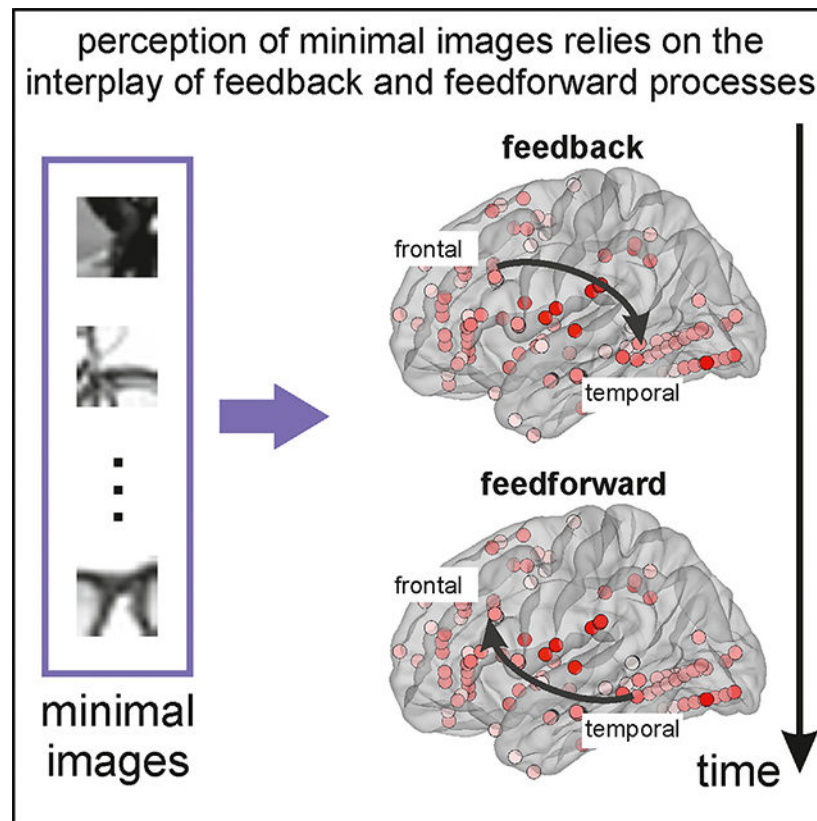 perception of minimal images relies on the
interplay of feedback and feedforward processes
feedback
frontal
temporal
feedforward
frontal
temporal
minimal
images
time